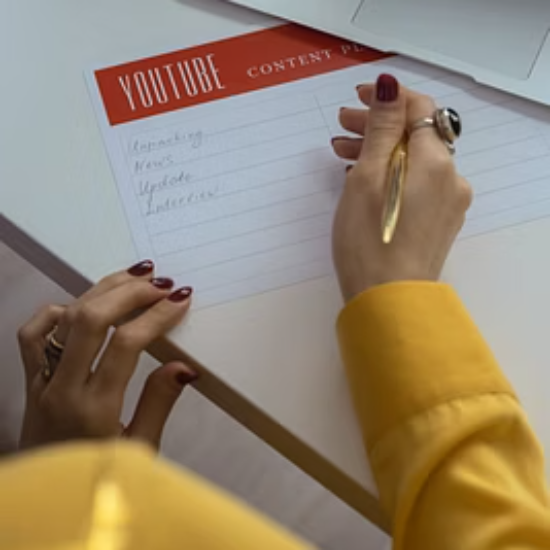 YOUTUBE CONTENT PL
Unpacking
News
Update
Interview